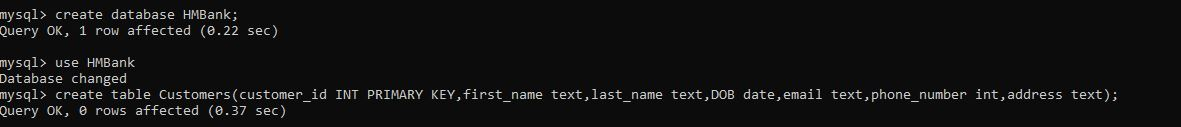 mysql> create database HMBank;
Query OK, 1 row affected (0.22 sec)
mysql> use HMBank
Database changed
mysql> create table Customers(customer_id INT PRIMARY KEY,first_name text,last_name text,DOB date,email text,phone_number int,address text);
Query OK, 0 rows affected (0.37 sec)